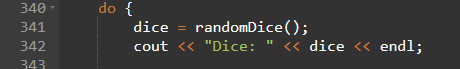 340 do {
341 dice = randomDice();
342 cout << "Dice: " << dice << endl;
343